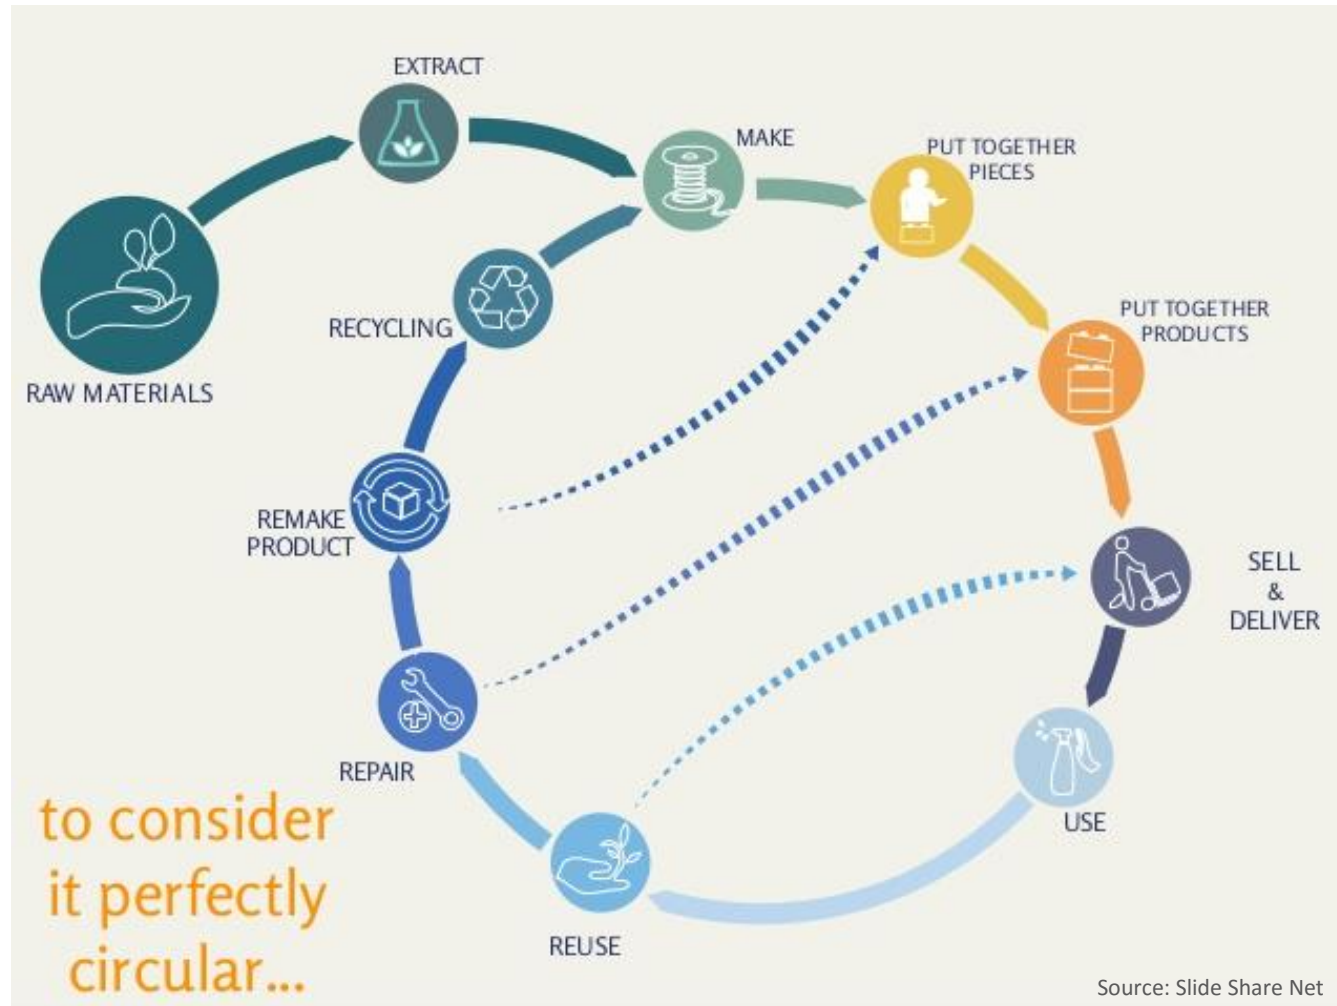 EXTRACT
MAKE
PUT TOGETHER
PIECES
RAW MATERIALS
RECYCLING
PUT TOGETHER
PRODUCTS
REMAKE
PRODUCT
SELL
&
DELIVER
REPAIR
USE
REUSE
to consider
it perfectly
circular...
Source: Slide Share Net